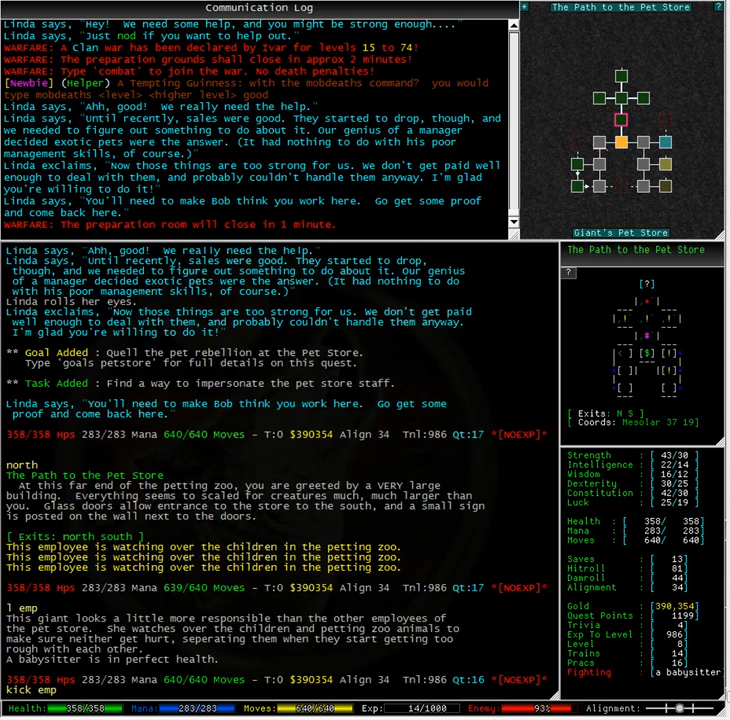 Communication Log
Linda says, "Hey!  We need some help, and you might be strong enough...."
Linda says, "Just nod if you want to help out."
WARFARE: A Clan war has been declared by Ivar for levels 15 to 74!
WARFARE: The preparation grounds shall close in approx 2 minutes!
WARFARE: Type 'combat' to join the war. No death penalties!
[Newbie] (Helper) A Tempting Guinness: with the mobdeaths command?  you would
type mobdeaths <level> <higher level> good
Linda says, "Ahh, good!  We really need the help."
Linda says, "Until recently, sales were good. They started to drop, though, and
we needed to figure out something to do about it. Our genius of a manager
decided exotic pets were the answer. (It had nothing to do with his poor
management skills, of course.)"
Linda exclaims, "Now those things are too strong for us. We don't get paid well
enough to deal with them, and probably couldn't handle them anyway. I'm glad
you're willing to do it!"
Linda says, "You'll need to make Bob think you work here.  Go get some proof
and come back here."
WARFARE: The preparation room will close in 1 minute.
The Path to the Pet Store
?
Giant's Pet Store
Linda says, "Ahh, good!  We really need the help."
Linda says, "Until recently, sales were good. They started to drop,
though, and we needed to figure out something to do about it. Our genius
of a manager decided exotic pets were the answer. (It had nothing to do
with his poor management skills, of course.)"
Linda rolls her eyes.
Linda exclaims, "Now those things are too strong for us. We don't get paid
well enough to deal with them, and probably couldn't handle them anyway.
I'm glad you're willing to do it!"
** Goal Added : Quell the pet rebellion at the Pet Store.
Type 'goals petstore' for full details on this quest.
** Task Added : Find a way to impersonate the pet store staff.
Linda says, "You'll need to make Bob think you work here.  Go get some
proof and come back here."
358/358 Hps 283/283 Mana 640/640 Moves - T:0 $390354 Align 34  Tnl:986 Qt:17 *[NOEXP]*
north
The Path to the Pet Store
At this far end of the petting zoo, you are greeted by a VERY large
building.  Everything seems to scaled for creatures much, much larger than
you.  Glass doors allow entrance to the store to the south, and a small sign
is posted on the wall next to the doors.
[ Exits: north south ]
This employee is watching over the children in the petting zoo.
This employee is watching over the children in the petting zoo.
This employee is watching over the children in the petting zoo.
358/358 Hps 283/283 Mana 639/640 Moves - T:0 $390354 Align 34  Tnl:986 Qt:17 *[NOEXP]*
l emp
This giant looks a little more responsible than the other employees of
the pet store.  She watches over the children and petting zoo animals to
make sure neither get hurt, seperating them when they start getting too
rough with each other.
A babysitter is in perfect health.
358/358 Hps 283/283 Mana 640/640 Moves - T:0 $390354 Align 34  Tnl:986 Qt:16 *[NOEXP]*
kick emp
The Path to the Pet Store
?
[?]
[ Exits: N S ]
[ Coords: Mesolar 37 19]
Strength : [ 43/30 ]
Intelligence : [ 22/14 ]
Wisdom : [ 16/12 ]
Dexterity : [ 30/25 ]
Constitution : [ 42/30 ]
Luck : [ 25/19 ]
Health : [ 358/ 358 ]
Mana : [ 283/ 283 ]
Moves : [ 640/ 640 ]
Saves : [ 13]
Hitroll : [ 81]
Damroll : [ 44]
Alignment : [ 34]
Gold : [390,354]
Quest Points : [ 1199]
Trivia : [ 4]
Exp To Level : [ 986]
Level : [ 8]
Trains : [ 14]
Pracs : [ 16]
Fighting :[a babysitter
Health: 358/358 Mana: 283/283 Moves: 640/640 Exp: 14/1000 Enemy: 93% Alignment: